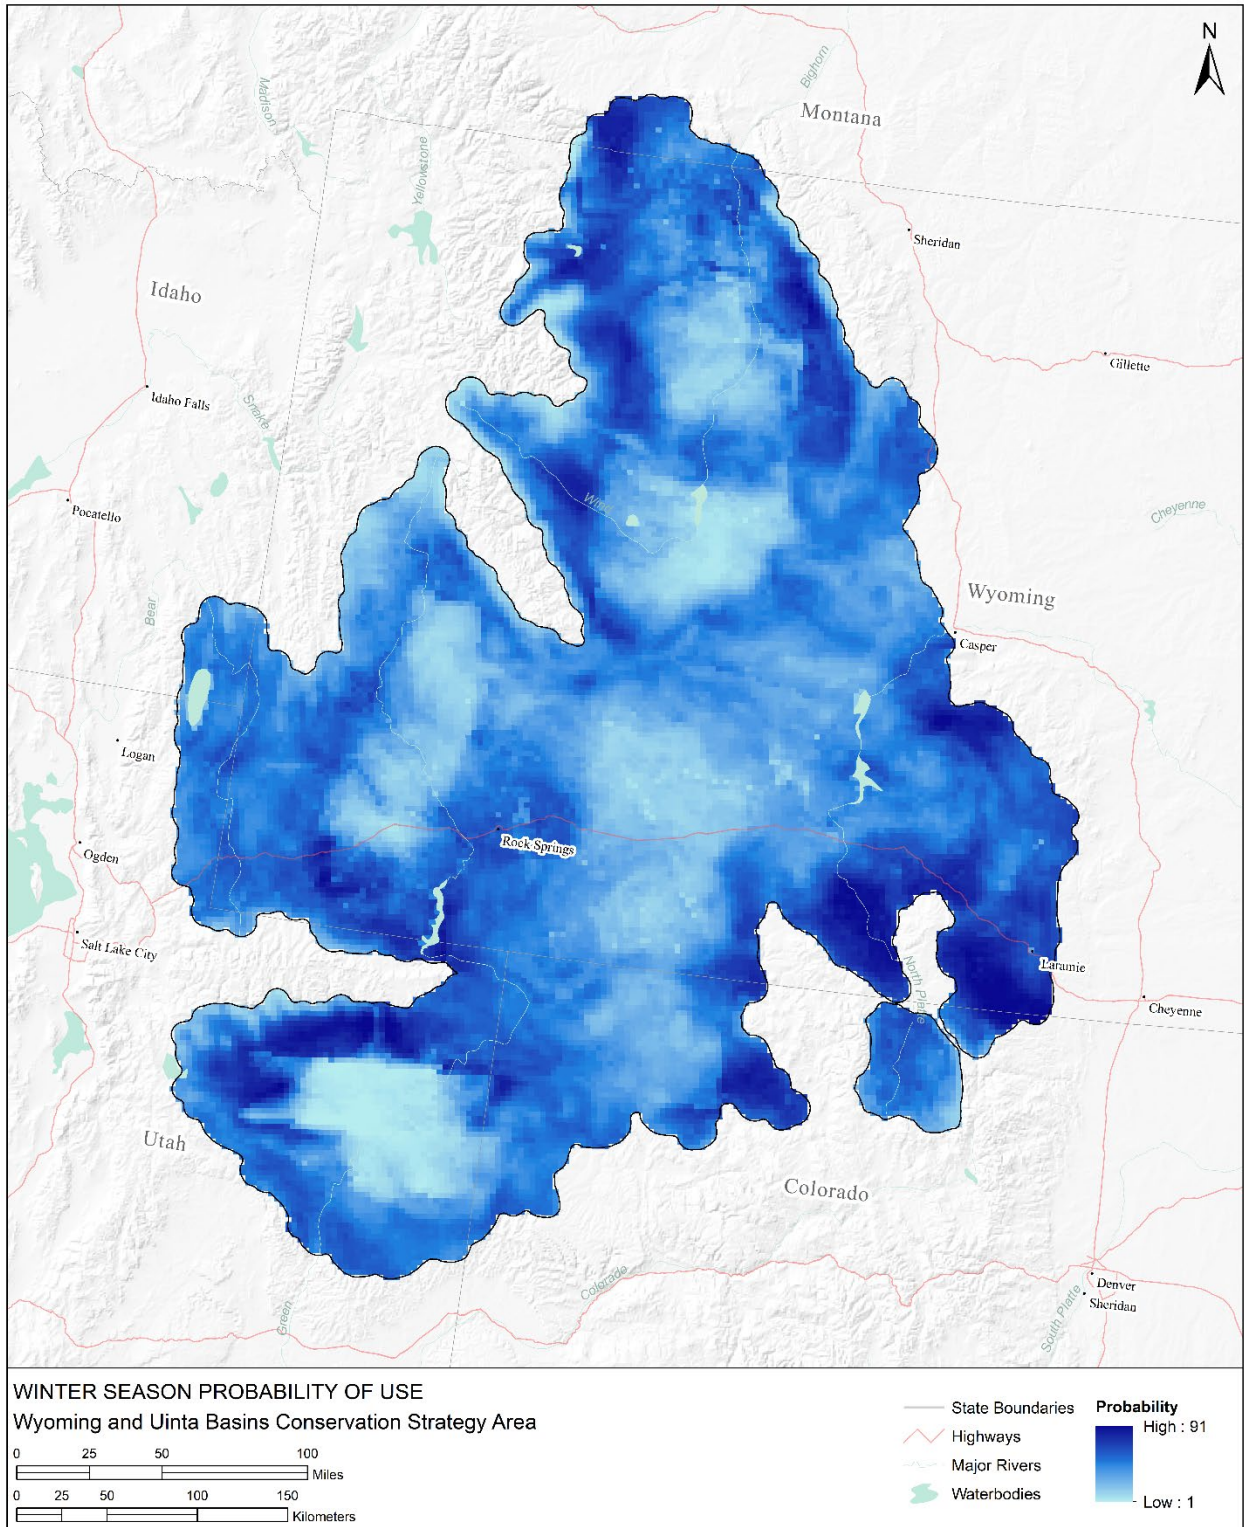 N
Bighorn
Montana
Madison
Yellowstone
Sheridan
Idaho
Gillette
Idaho Falls
Snake
Wind
Pocatello
Cheyenne
Wyoming
Bear
Casper
Logan
Rock Springs
Ogden
Salt Lake City
Laramie
North Platte
Cheyenne
Utah
Colorado
Colorado
Denver
Sheridan
Green
South Platte
WINTER SEASON PROBABILITY OF USE
Wyoming and Uinta Basins Conservation Strategy Area
0 25 50 100
Miles
0 25 50 100 150
Kilometers
State Boundaries
Highways
Major Rivers
Waterbodies
Probability
High : 91
Low : 1